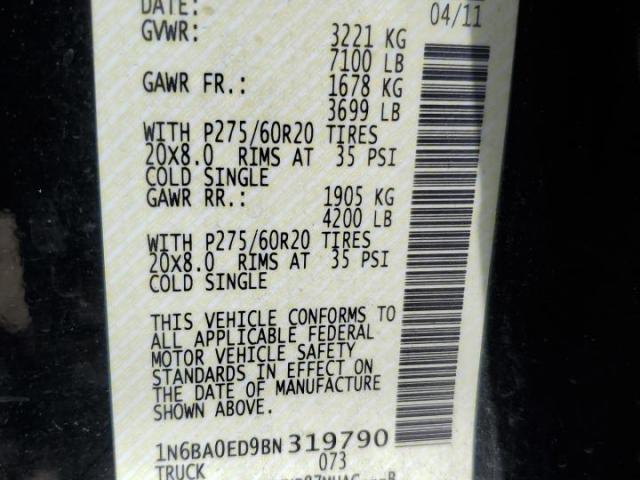 DATE: 04/11
GVWR: 3221 KG
7100 LB
GAWR FR.: 1678 KG
3699 LB
WITH P275/60R20 TIRES
20X8.0 RIMS AT 35 PSI
COLD SINGLE
GAWR RR.: 1905 KG
4200 LB
WITH P275/60R20 TIRES
20X8.0 RIMS AT 35 PSI
COLD SINGLE
THIS VEHICLE CONFORMS TO
ALL APPLICABLE FEDERAL
MOTOR VEHICLE SAFETY
STANDARDS IN EFFECT ON
THE DATE OF MANUFACTURE
SHOWN ABOVE.
1N6BA0ED9BN319790
TRUCK 073